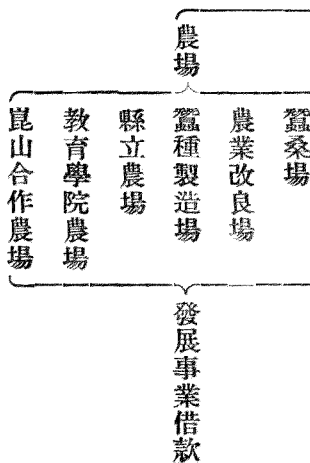 農場
蠶桑場
農業改良場
蠶種製造場
縣立農場
教育學院農場
崑山合作農場
發展事業借款